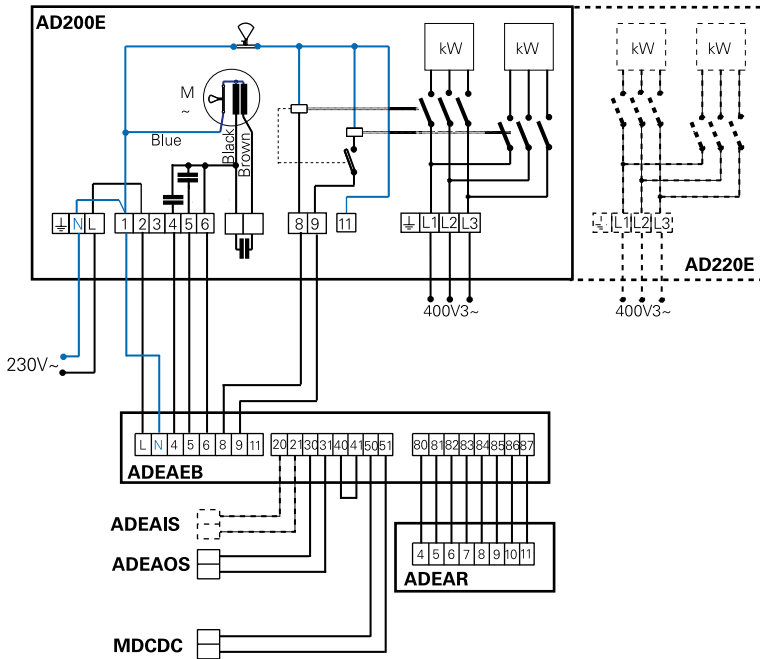 AD200E
kW kW
kW kW
M
~
Blue
Black
Brown
N L 1 2 3 4 5 6
8 9 11
L1 L2 L3
L1 L2 L3
AD220E
400V3~
400V3~
230V~
L N 4 5 6 8 9 11
20 21 30 31 40 41 50 51
80 81 82 83 84 85 86 87
ADEAEB
ADEAIS
ADEAOS
4 5 6 7 8 9 10 11
ADEAR
MDCDC